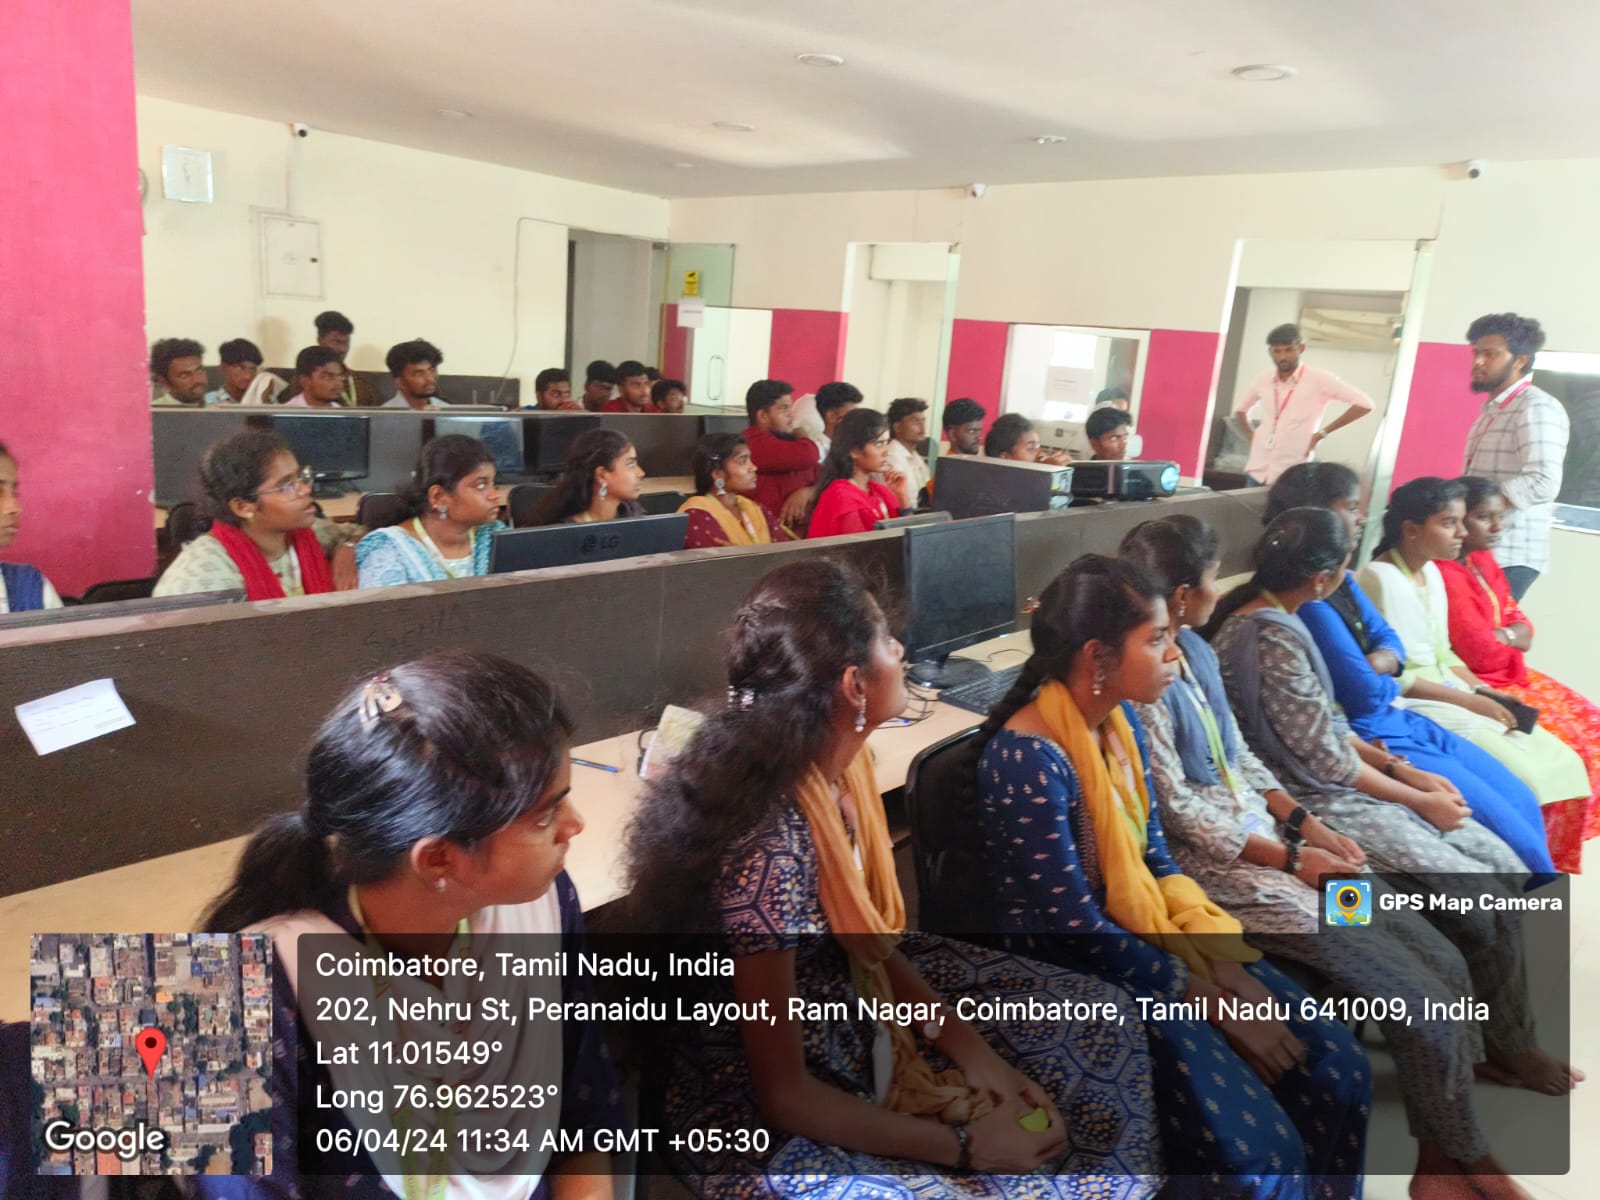 LG
GPS Map Camera
Coimbatore, Tamil Nadu, India
202, Nehru St, Peranaidu Layout, Ram Nagar, Coimbatore, Tamil Nadu 641009, India
Lat 11.01549°
Long 76.962523°
06/04/24 11:34 AM GMT +05:30
Google